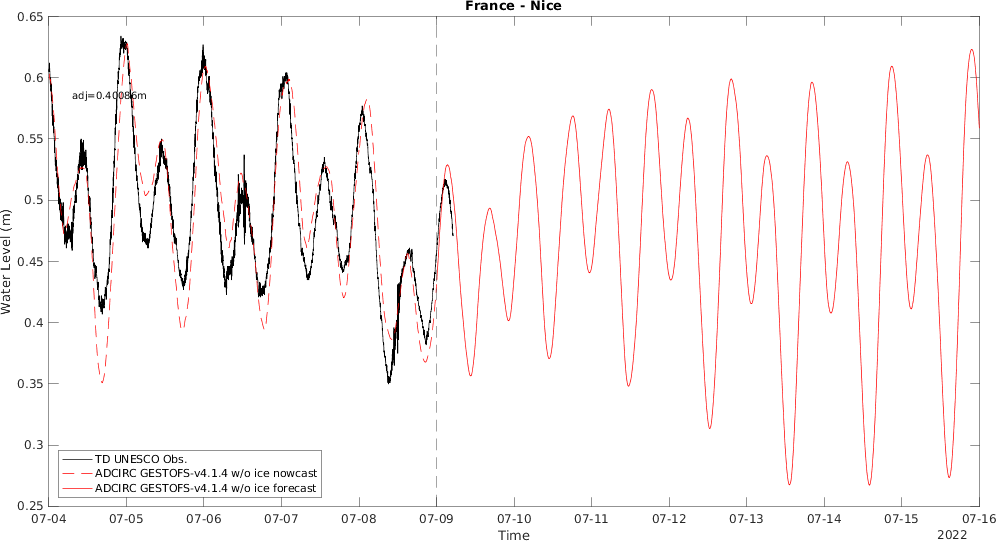 France - Nice
0.65
0.6
0.55
0.5
0.45
0.4
0.35
0.3
0.25
Water Level (m)
adj=0.40086m
TD UNESCO Obs.
ADCIRC GESTOFS-v4.1.4 w/o ice nowcast
ADCIRC GESTOFS-v4.1.4 w/o ice forecast
07-04 07-05 07-06 07-07 07-08 07-09 07-10 07-11 07-12 07-13 07-14 07-15 07-16
Time
2022